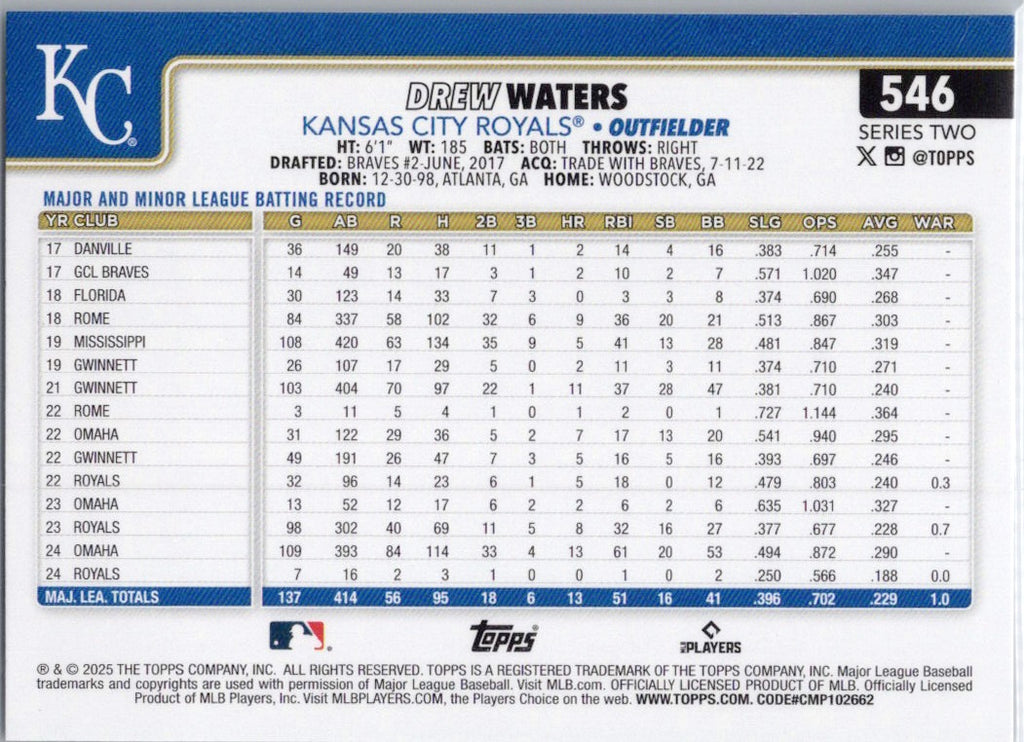 KC®
546
DREW WATERS
KANSAS CITY ROYALS® • OUTFIELDER
SERIES TWO
HT: 6'1" WT: 185 BATS: BOTH THROWS: RIGHT
@TOPPS
DRAFTED: BRAVES #2-JUNE, 2017 ACQ: TRADE WITH BRAVES, 7-11-22
BORN: 12-30-98, ATLANTA, GA HOME: WOODSTOCK, GA
MAJOR AND MINOR LEAGUE BATTING RECORD
YR CLUB G AB R H 2B 3B HR RBI SB BB SLG OPS AVG WAR
17 DANVILLE 36 149 20 38 11 1 2 14 4 16 .383 .714 .255 -
17 GCL BRAVES 14 49 13 17 3 1 2 10 2 7 .571 1.020 .347 -
18 FLORIDA 30 123 14 33 7 3 0 3 3 8 .374 .690 .268 -
18 ROME 84 337 58 102 32 6 9 36 20 21 .513 .867 .303 -
19 MISSISSIPPI 108 420 63 134 35 9 5 41 13 28 .481 .847 .319 -
19 GWINNETT 26 107 17 29 5 0 2 11 3 11 .374 .710 .271 -
21 GWINNETT 103 404 70 97 22 1 11 37 28 47 .381 .710 .240 -
22 ROME 3 11 5 4 1 0 1 2 0 1 .727 1.144 .364 -
22 OMAHA 31 122 29 36 5 2 7 17 13 20 .541 .940 .295 -
22 GWINNETT 49 191 26 47 7 3 5 16 5 16 .393 .697 .246 -
22 ROYALS 32 96 14 23 6 1 5 18 0 12 .479 .803 .240 0.3
23 OMAHA 13 52 12 17 6 2 2 6 2 6 .635 1.031 .327 -
23 ROYALS 98 302 40 69 11 5 8 32 16 27 .377 .677 .228 0.7
24 OMAHA 109 393 84 114 33 4 13 61 20 53 .494 .872 .290 -
24 ROYALS 7 16 2 3 1 0 0 1 0 2 .250 .566 .188 0.0
MAJ. LEA. TOTALS 137 414 56 95 18 6 13 51 16 41 .396 .702 .229 1.0
topps®
PLAYERS
® & © 2025 THE TOPPS COMPANY, INC. ALL RIGHTS RESERVED. TOPPS IS A REGISTERED TRADEMARK OF THE TOPPS COMPANY, INC. Major League Baseball
trademarks and copyrights are used with permission of Major League Baseball. Visit MLB.com. OFFICIALLY LICENSED PRODUCT OF MLB. Officially Licensed
Product of MLB Players, Inc. Visit MLBPLAYERS.COM, the Players Choice on the web. WWW.TOPPS.COM. CODE#CMP102662